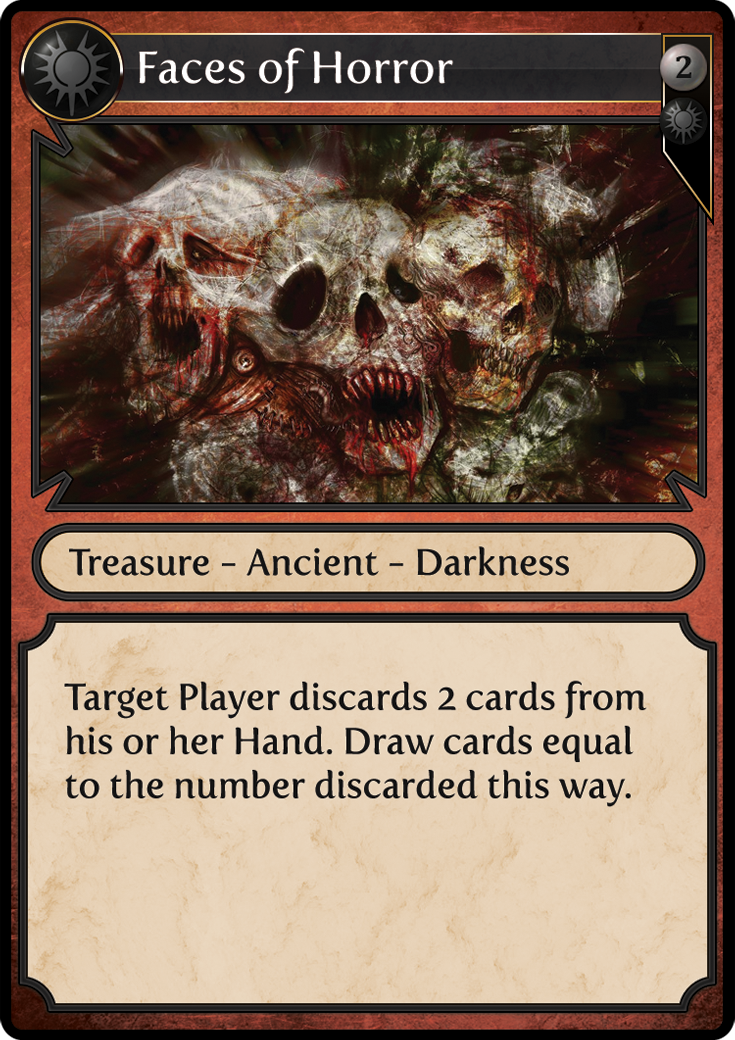 Faces of Horror
2
Treasure – Ancient – Darkness
Target Player discards 2 cards from
his or her Hand. Draw cards equal
to the number discarded this way.